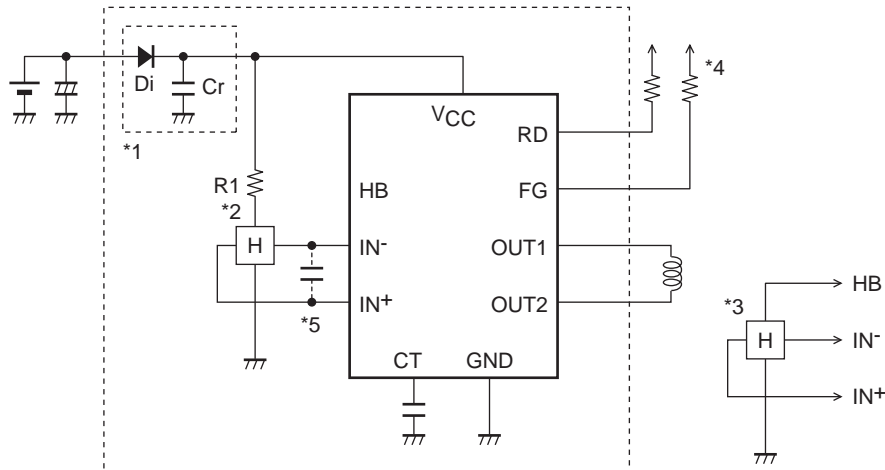 Di
Cr
*1
*4
VCC
RD
R1
HB
FG
*2
H
IN-
OUT1
IN+
OUT2
*5
CT
GND
*3
H
HB
IN-
IN+